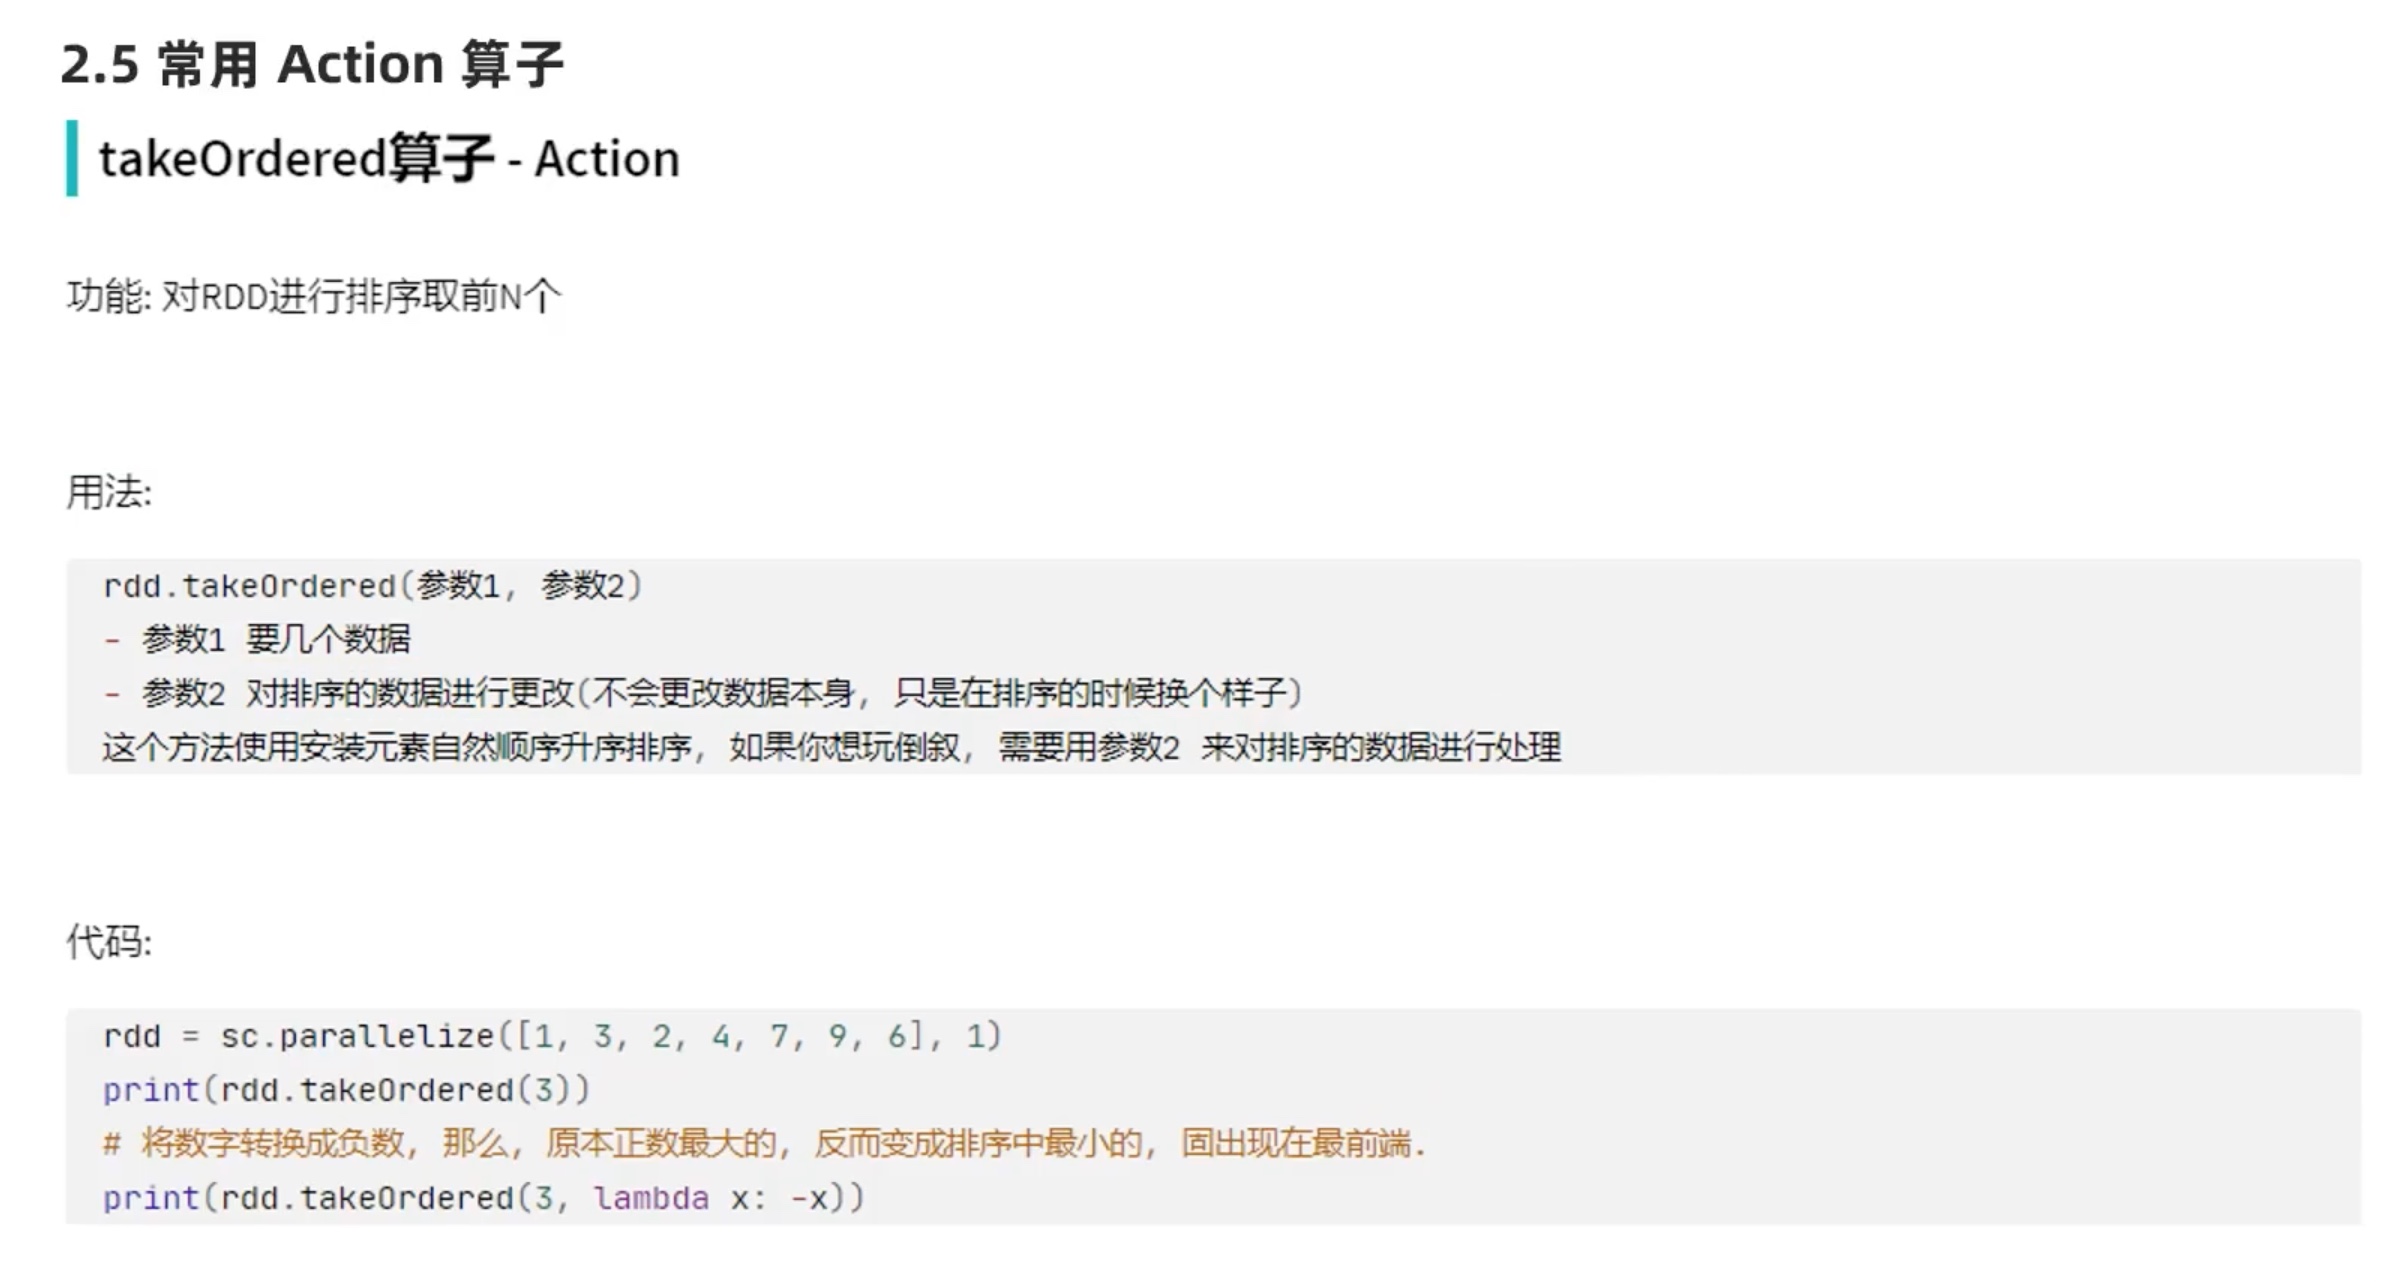 2.5 常用 Action 算子
takeOrdered算子 - Action
功能: 对RDD进行排序取前N个
用法:
rdd.takeOrdered(参数1, 参数2)
- 参数1 要几个数据
- 参数2 对排序的数据进行更改(不会更改数据本身, 只是在排序的时候换个样子)
这个方法使用安装元素自然顺序升序排序, 如果你想玩倒叙, 需要用参数2 来对排序的数据进行处理
代码:
rdd = sc.parallelize([1, 3, 2, 4, 7, 9, 6], 1)
print(rdd.takeOrdered(3))
# 将数字转换成负数, 那么, 原本正数最大的, 反而变成排序中最小的, 固出现在最前端.
print(rdd.takeOrdered(3, lambda x: -x))